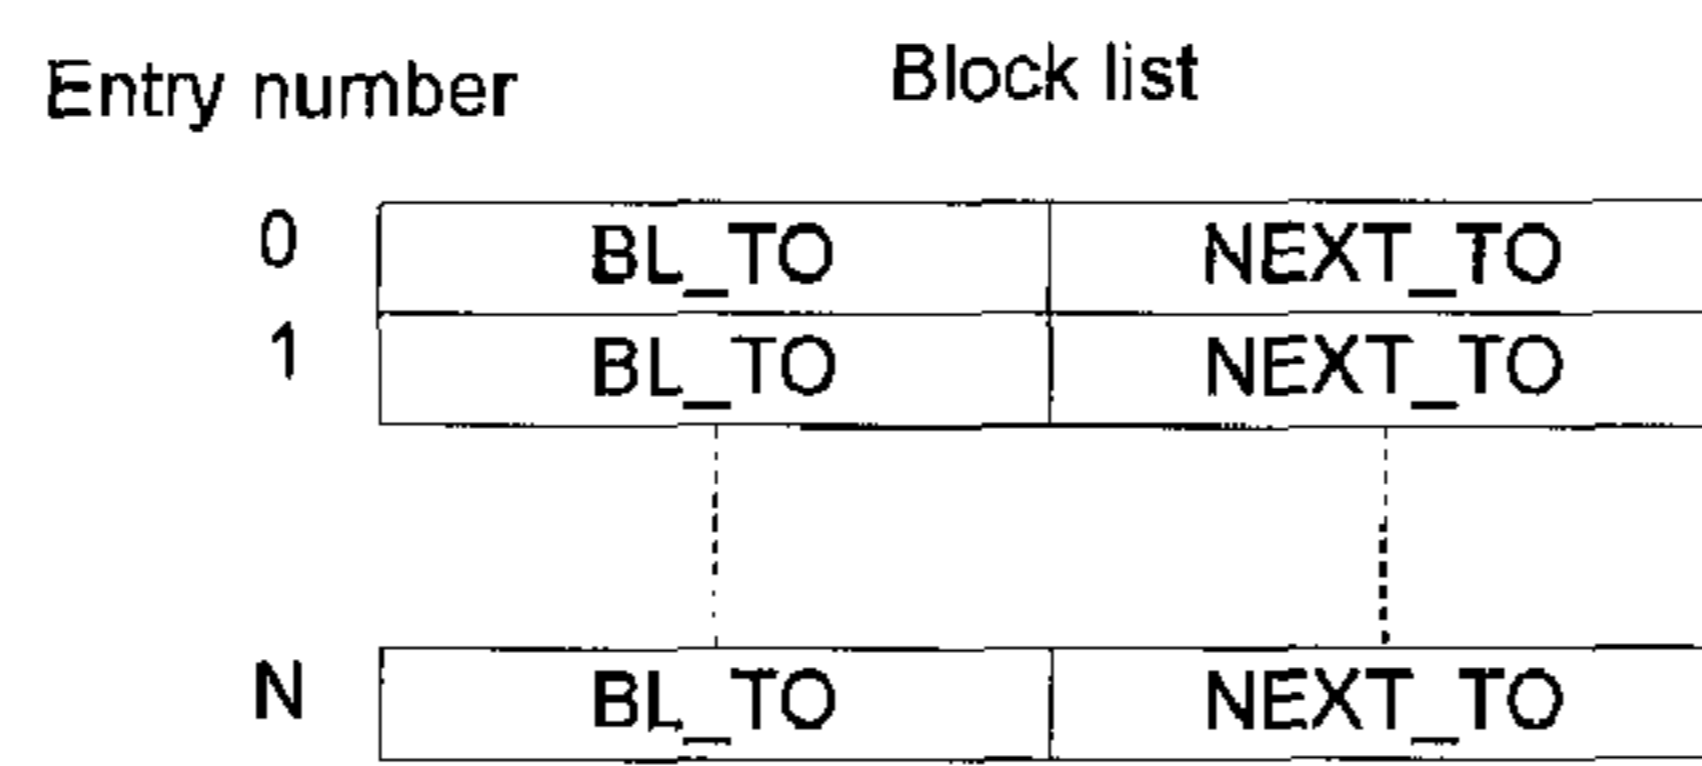 Entry number Block list
0 BL_TO NEXT_TO
1 BL_TO NEXT_TO
N BL_TO NEXT_TO